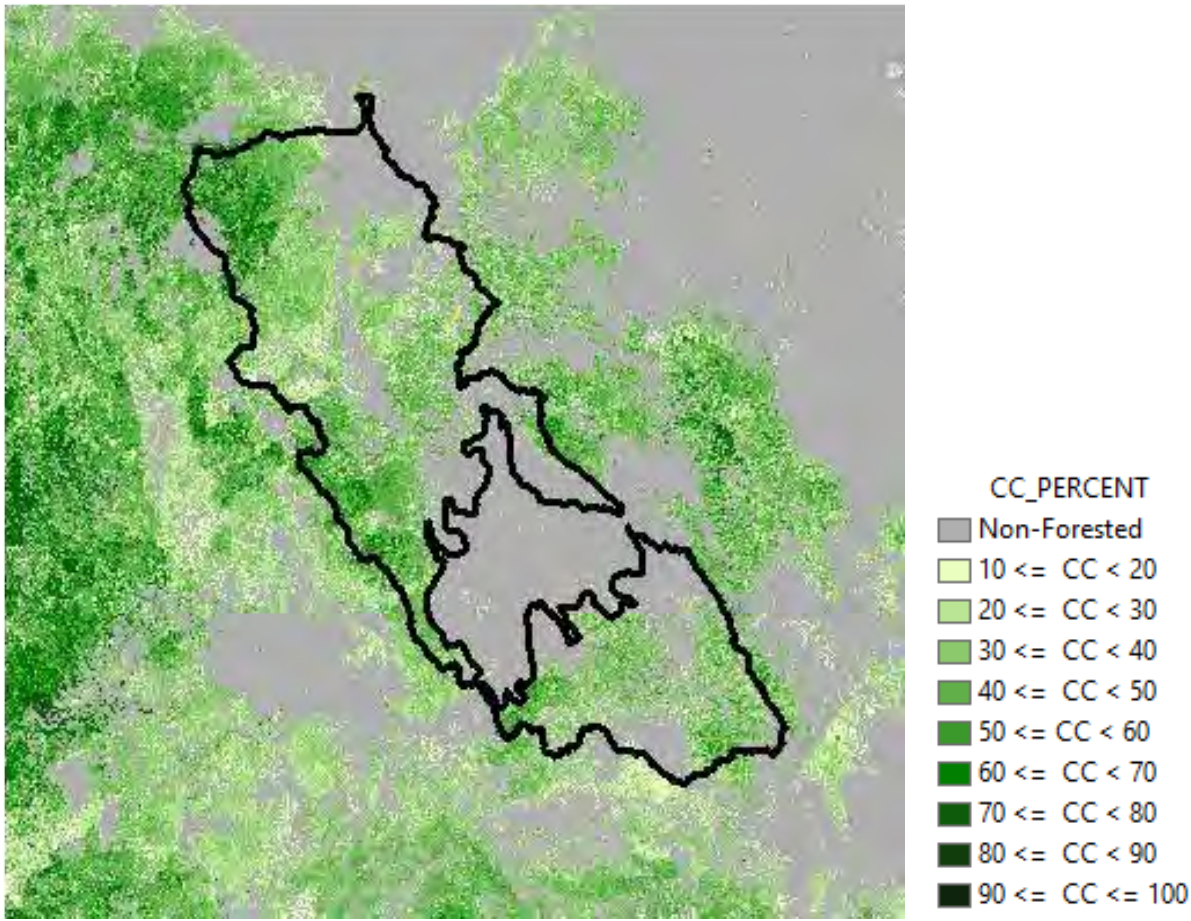 CC_PERCENT
Non-Forested
10 <= CC < 20
20 <= CC < 30
30 <= CC < 40
40 <= CC < 50
50 <= CC < 60
60 <= CC < 70
70 <= CC < 80
80 <= CC < 90
90 <= CC <= 100